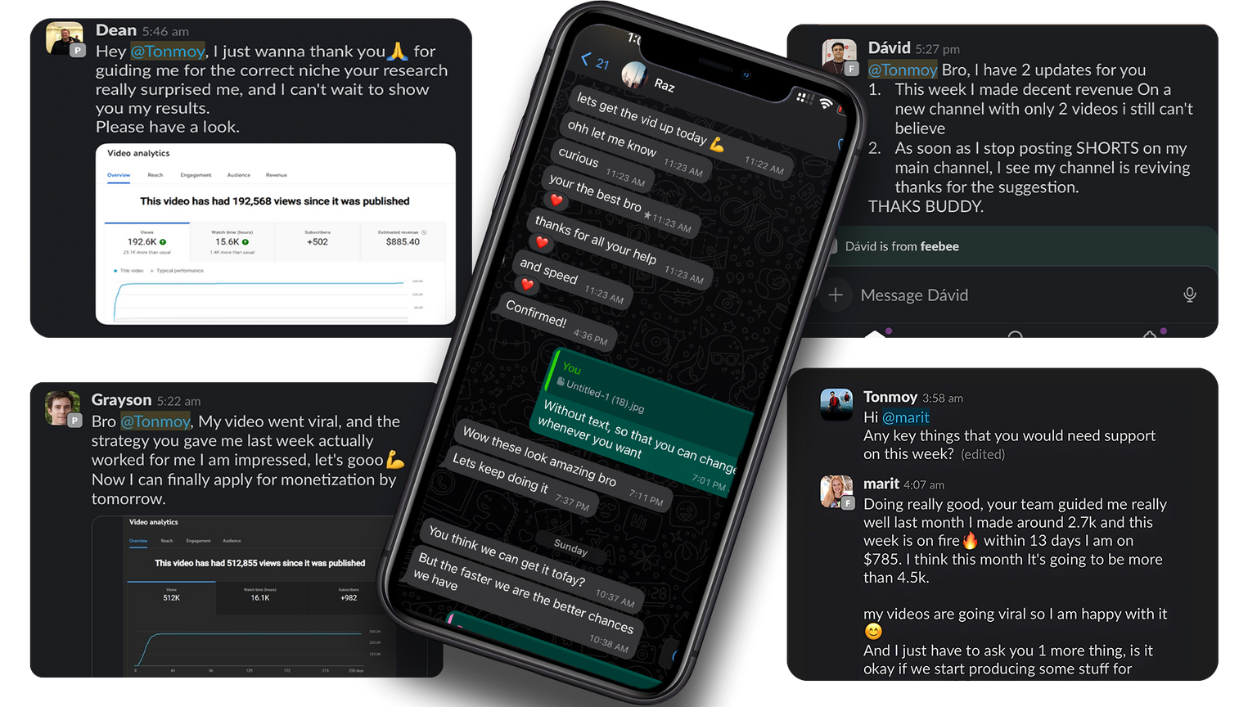 Dean 5:46 am
P
Hey @Tonmoy, I just wanna thank you🙏 for
guiding me for the correct niche your research
really surprised me, and I can't wait to show
you my results.
Please have a look.
Video analytics
Overview Reach Engagement Audience Revenue
This video has had 192,568 views since it was published
Views
192.6K
Watch time (hours)
15.6K
Subscribers
+502
Estimated revenue
$885.40
This video Typical performance
Grayson 5:22 am
P
Bro @Tonmoy, My video went viral, and the
strategy you gave me last week actually
worked for me I am impressed, let's gooo💪
Now I can finally apply for monetization by
tomorrow.
Video analytics
Overview Reach Engagement Audience
This video has had 512,855 views since it was published
Views
512K
Watch time (hours)
16.1K
Subscribers
+982
21
Raz
lets get the vid up today 💪 11:22 AM
ohh let me know 11:23 AM
curious 11:23 AM
your the best bro ★11:23 AM
❤️
thanks for all your help 11:23 AM
❤️
and speed 11:23 AM
❤️
Confirmed! 4:36 PM
You
Untitled-1 (18).jpg
Without text, so that you can change
whenever you want
7:01 PM
Wow these look amazing bro 7:11 PM
Lets keep doing it 7:37 PM
Sunday
You think we can get it tofay? 10:37 AM
But the faster we are the better chances
we have 10:38 AM
Dávid 5:27 pm
F
@Tonmoy Bro, I have 2 updates for you
1. This week I made decent revenue On a
new channel with only 2 videos i still can't
believe
2. As soon as I stop posting SHORTS on my
main channel, I see my channel is reviving
thanks for the suggestion.
THAKS BUDDY.
Dávid is from feebee
+ Message Dávid
Tonmoy 3:58 am
Hi @marit
Any key things that you would need support
on this week? (edited)
marit 4:07 am
F
Doing really good, your team guided me really
well last month I made around 2.7k and this
week is on fire🔥 within 13 days I am on
$785. I think this month It's going to be more
than 4.5k.
my videos are going viral so I am happy with it
😊
And I just have to ask you 1 more thing, is it
okay if we start producing some stuff for